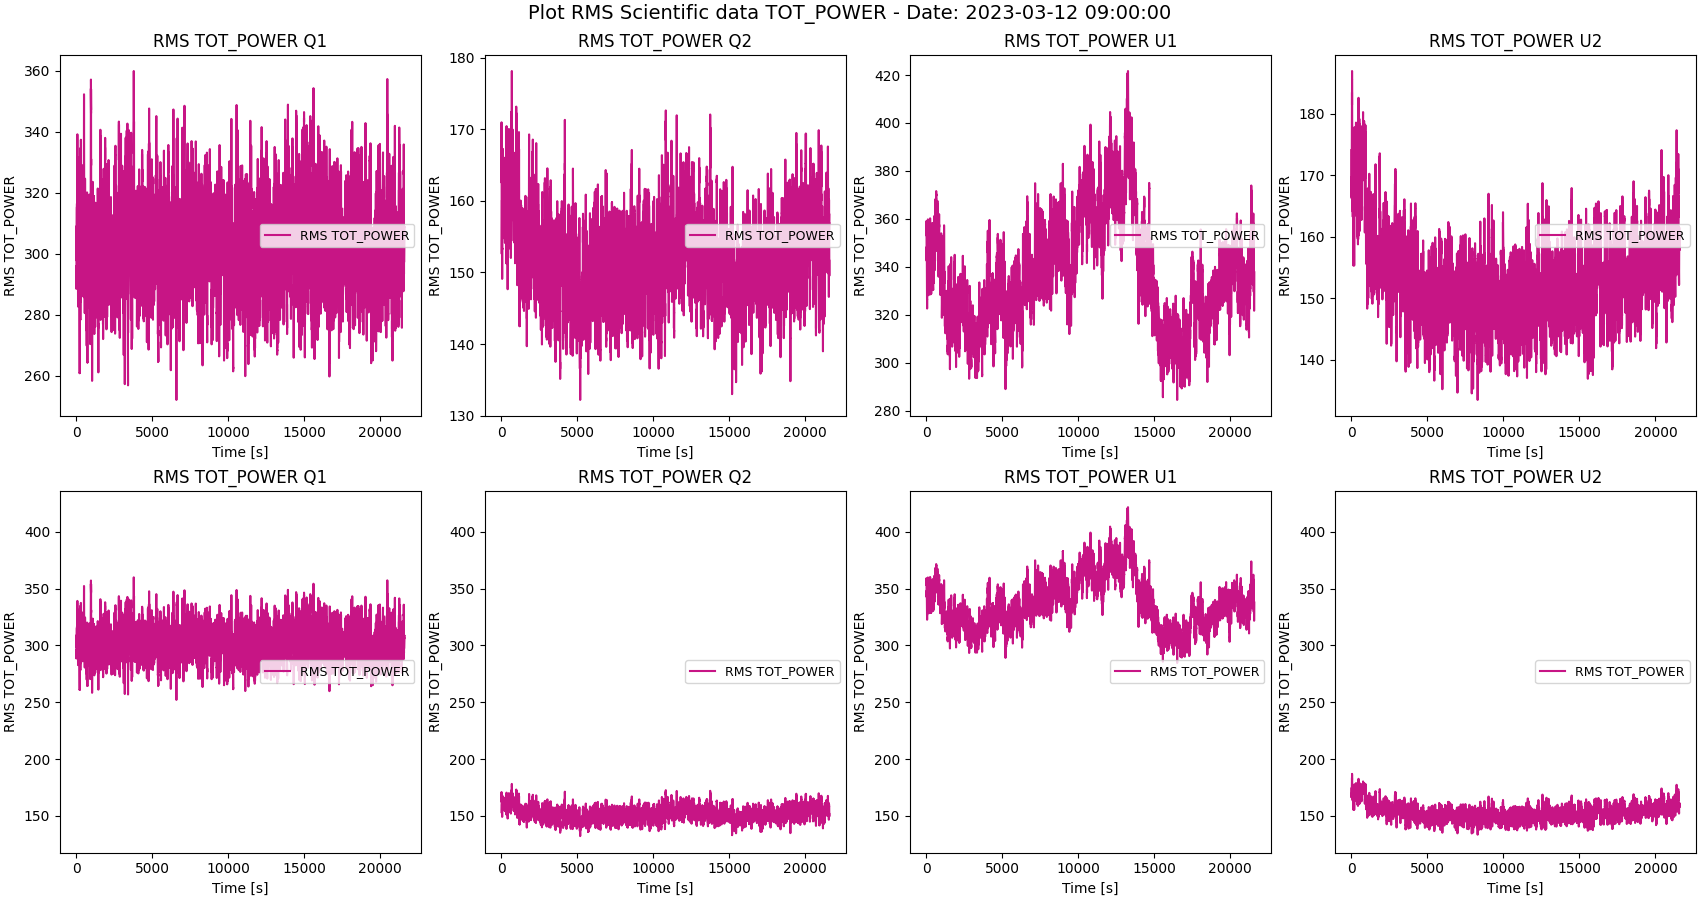 Plot RMS Scientific data TOT_POWER - Date: 2023-03-12 09:00:00
RMS TOT_POWER Q1
RMS TOT_POWER
360
340
320
300
280
260
0 5000 10000 15000 20000
Time [s]
RMS TOT_POWER
RMS TOT_POWER Q2
RMS TOT_POWER
180
170
160
150
140
130
0 5000 10000 15000 20000
Time [s]
RMS TOT_POWER
RMS TOT_POWER U1
RMS TOT_POWER
420
400
380
360
340
320
300
280
0 5000 10000 15000 20000
Time [s]
RMS TOT_POWER
RMS TOT_POWER U2
RMS TOT_POWER
180
170
160
150
140
0 5000 10000 15000 20000
Time [s]
RMS TOT_POWER
RMS TOT_POWER Q1
RMS TOT_POWER
400
350
300
250
200
150
0 5000 10000 15000 20000
Time [s]
RMS TOT_POWER
RMS TOT_POWER Q2
RMS TOT_POWER
400
350
300
250
200
150
0 5000 10000 15000 20000
Time [s]
RMS TOT_POWER
RMS TOT_POWER U1
RMS TOT_POWER
400
350
300
250
200
150
0 5000 10000 15000 20000
Time [s]
RMS TOT_POWER
RMS TOT_POWER U2
RMS TOT_POWER
400
350
300
250
200
150
0 5000 10000 15000 20000
Time [s]
RMS TOT_POWER